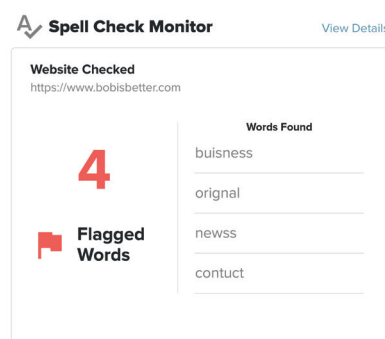 Spell Check Monitor
View Details
Website Checked
https://www.bobisbetter.com
4
Flagged
Words
Words Found
buisness
orignal
newss
contuct